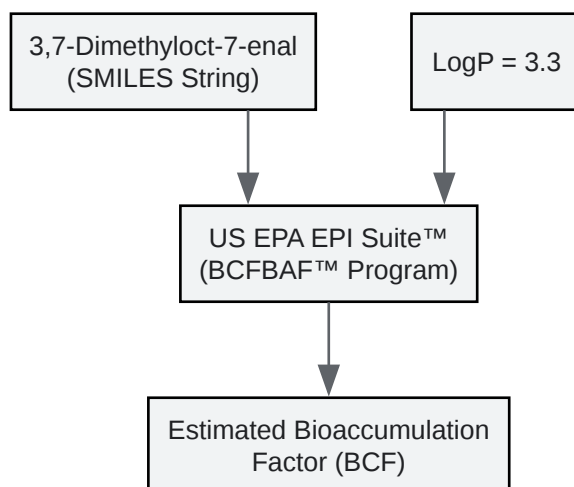 3,7-Dimethyloct-7-enal
(SMILES String)
LogP = 3.3
US EPA EPI Suite™
(BCFBAF™ Program)
Estimated Bioaccumulation
Factor (BCF)